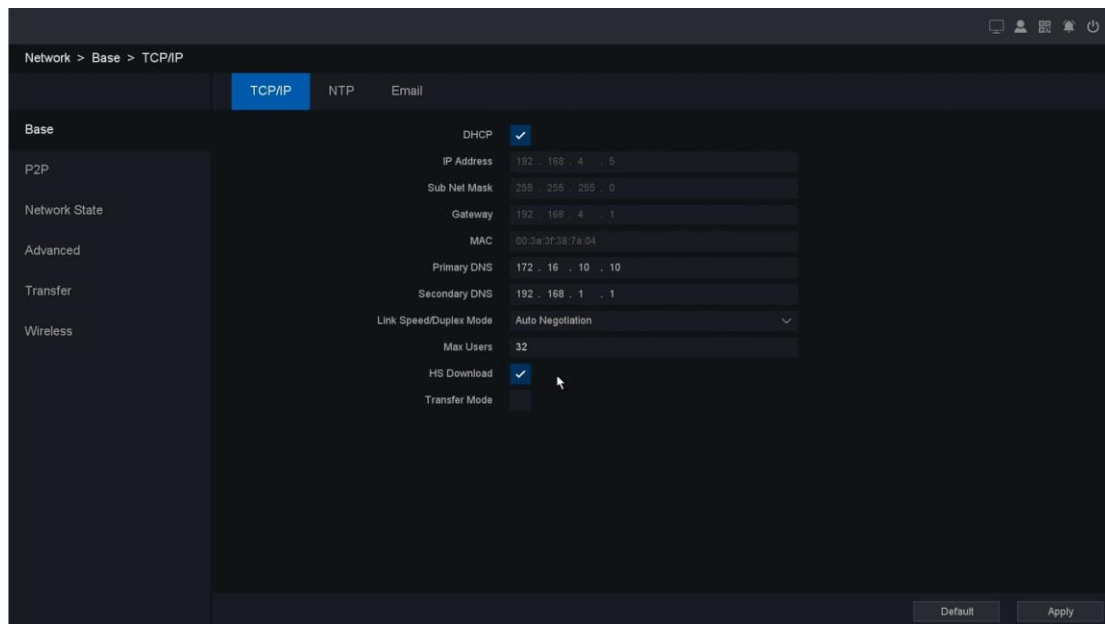 Network > Base > TCP/IP
TCP/IP NTP Email
Base
P2P
Network State
Advanced
Transfer
Wireless
DHCP
IP Address 192 . 168 . 4 . 5
Sub Net Mask 255 . 255 . 255 . 0
Gateway 192 . 168 . 4 . 1
MAC 00:3a:3f:38:7a:04
Primary DNS 172 . 16 . 10 . 10
Secondary DNS 192 . 168 . 1 . 1
Link Speed/Duplex Mode Auto Negotiation
Max Users 32
HS Download
Transfer Mode
Default Apply